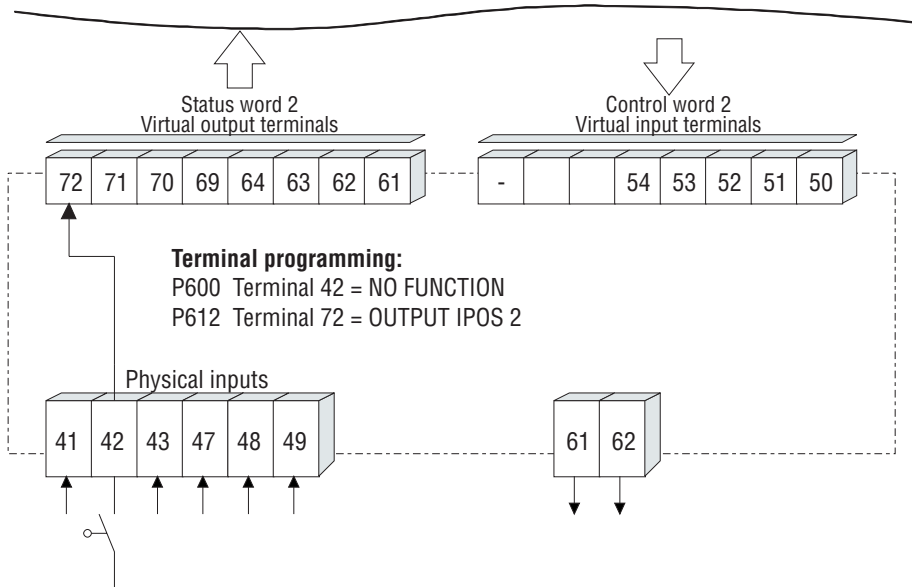 Status word 2
Virtual output terminals
Control word 2
Virtual input terminals
72 71 70 69 64 63 62 61
- 54 53 52 51 50
Terminal programming:
P600 Terminal 42 = NO FUNCTION
P612 Terminal 72 = OUTPUT IPOS 2
Physical inputs
41 42 43 47 48 49
61 62